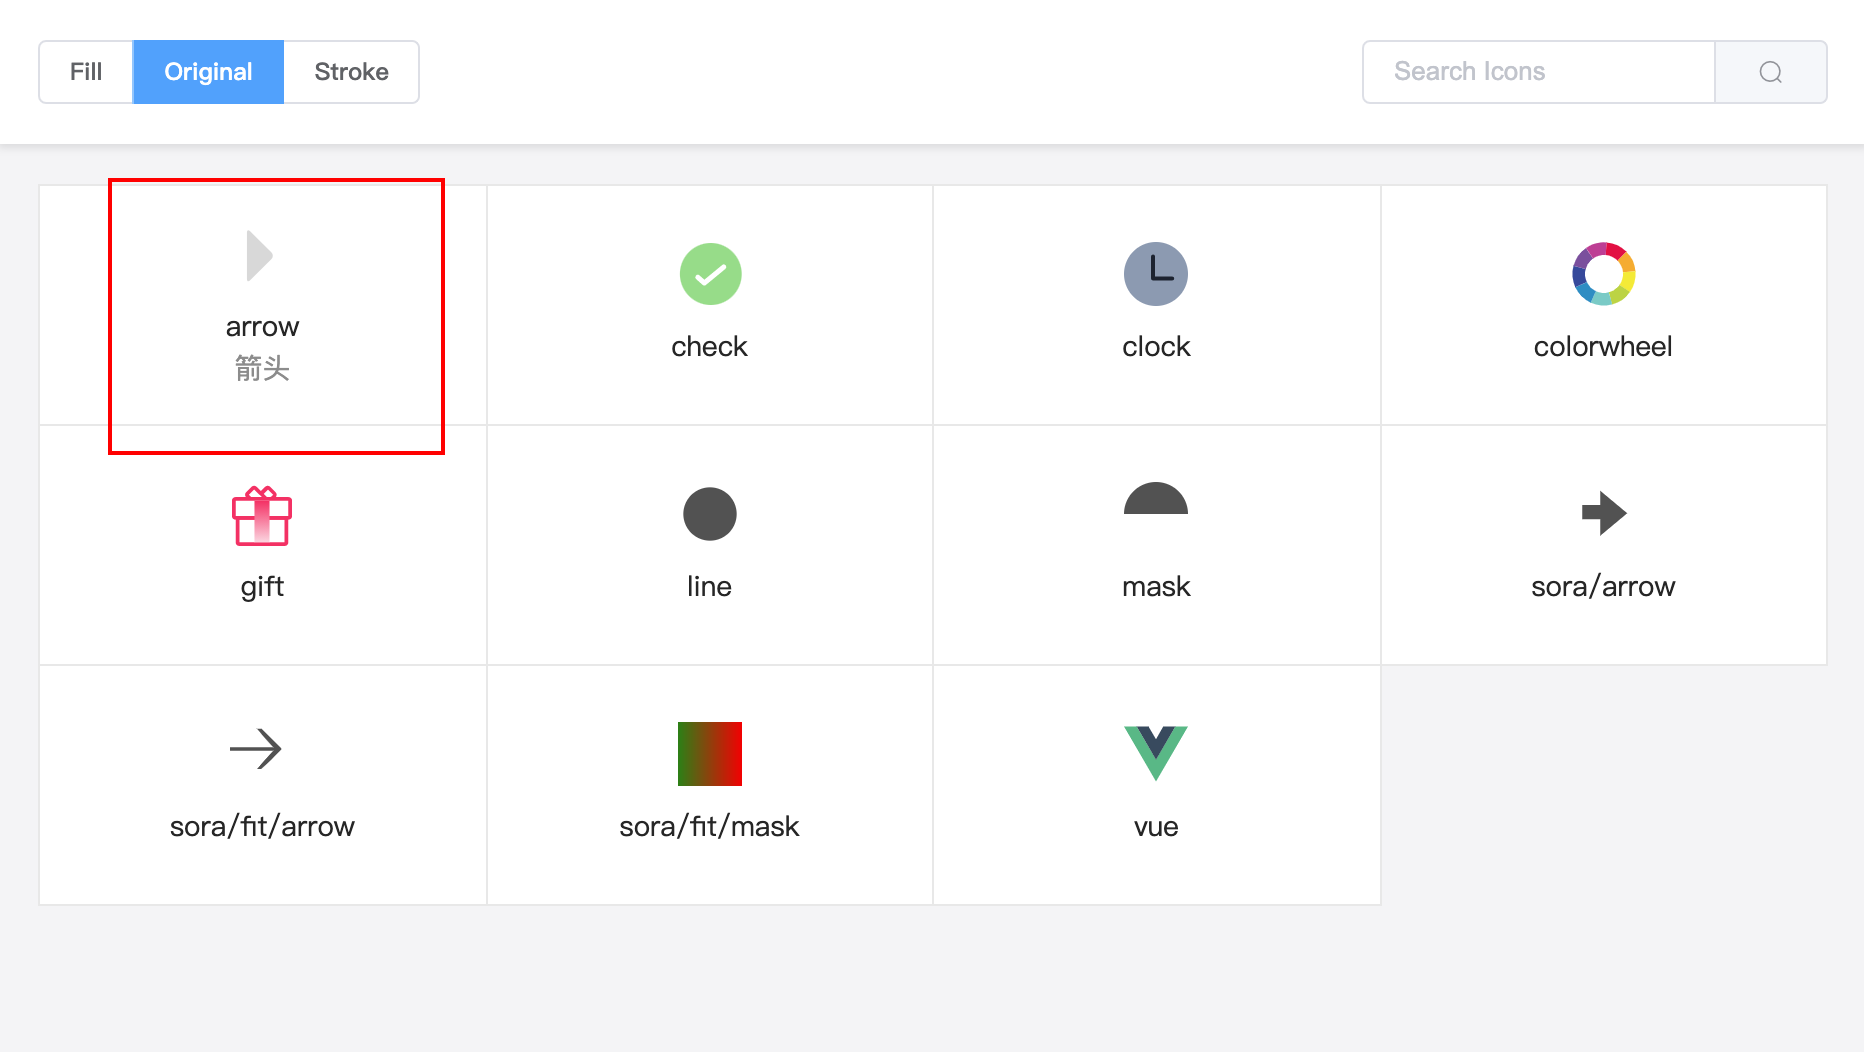 Fill
Original
Stroke
Search Icons
arrow
箭头
check
clock
colorwheel
gift
line
mask
sora/arrow
sora/fit/arrow
sora/fit/mask
vue